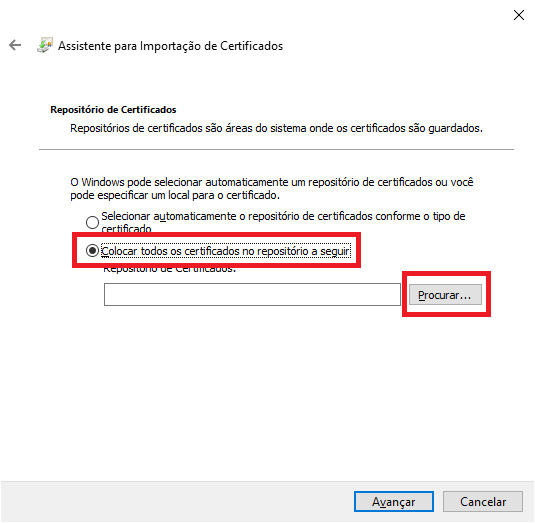 Assistente para Importação de Certificados
Repositório de Certificados
Repositórios de certificados são áreas do sistema onde os certificados são guardados.
O Windows pode selecionar automaticamente um repositório de certificados ou você
pode especificar um local para o certificado.
Selecionar automaticamente o repositório de certificados conforme o tipo de
certificado
Colocar todos os certificados no repositório a seguir
Repositório de Certificados:
Procurar...
Avançar
Cancelar